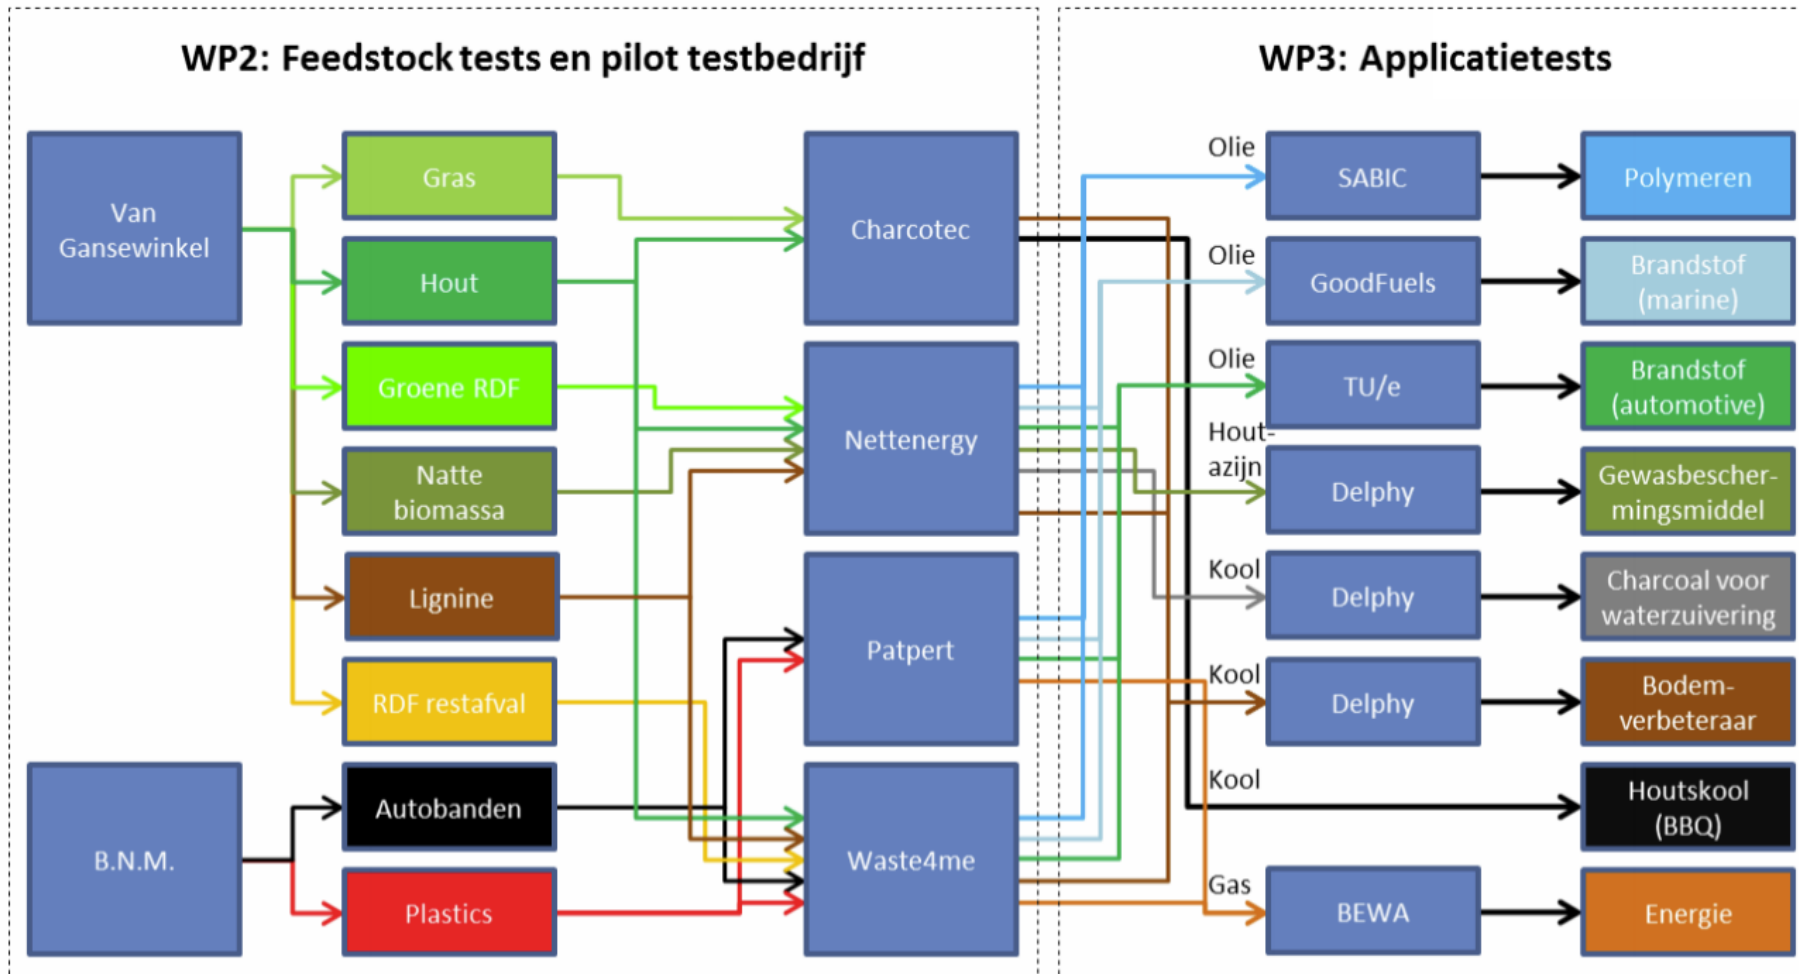 WP2: Feedstock tests en pilot testbedrijf
Van
Gansewinkel
B.N.M.
Gras
Hout
Groene RDF
Natte
biomassa
Lignine
RDF restafval
Autobanden
Plastics
Charcotec
Nettenergy
Patpert
Waste4me
WP3: Applicatietests
Olie
SABIC
Polymeren
Olie
GoodFuels
Brandstof
(marine)
Olie
TU/e
Brandstof
(automotive)
Hout-
azijn
Delphy
Gewasbescher-
mingsmiddel
Kool
Delphy
Charcoal voor
waterzuivering
Kool
Delphy
Bodem-
verbeteraar
Kool
Houtskool
(BBQ)
Gas
BEWA
Energie